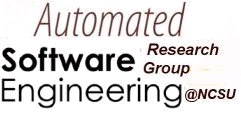 Automated
Software Research
Engineering Group
@NCSU